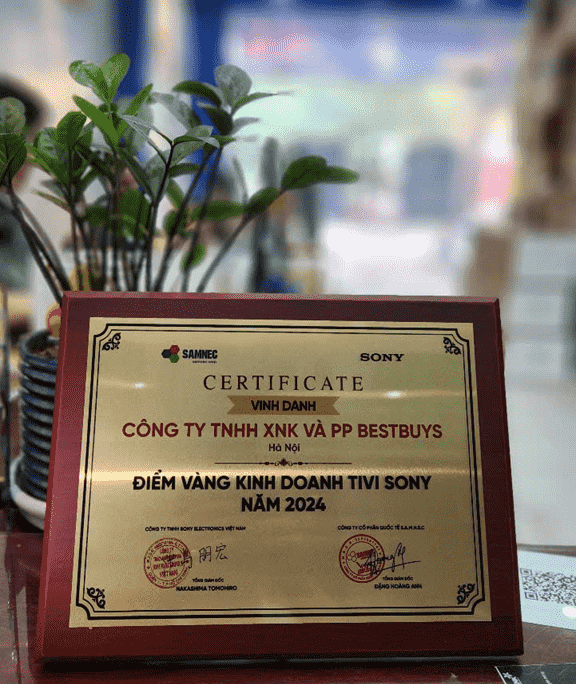 SAMNEC
SONY
CERTIFICATE
VINH DANH
CÔNG TY TNHH XNK VÀ PP BESTBUYS
Hà Nội
ĐIỂM VÀNG KINH DOANH TIVI SONY
NĂM 2024
CÔNG TY TNHH SONY ELECTRONICS VIỆT NAM
CÔNG TY CỔ PHẦN QUỐC TẾ S.A.M.N.E.C
TỔNG GIÁM ĐỐC
NAKASHIMA TOMOHIRO
TỔNG GIÁM ĐỐC
ĐẶNG HOÀNG ANH